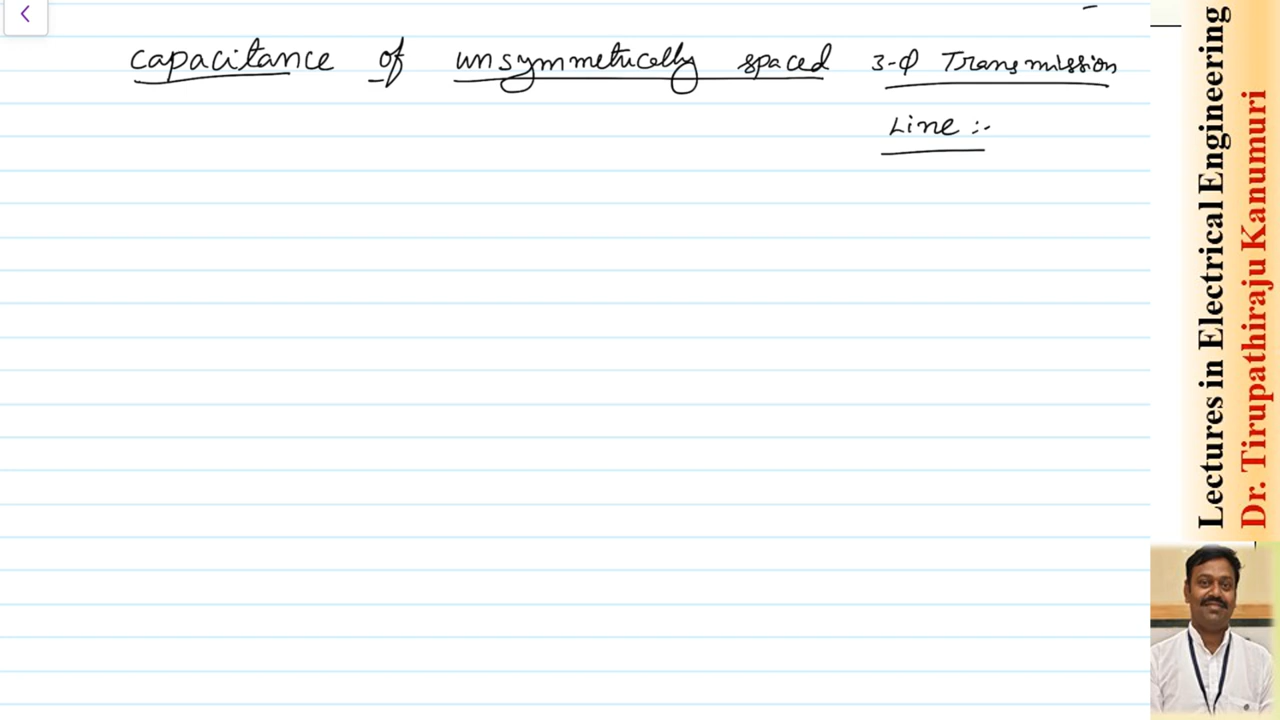 capacitance of unsymmetrically spaced 3-Φ Transmission
Line :-
Lectures in Electrical Engineering
Dr. Tirupathiraju Kanumuri